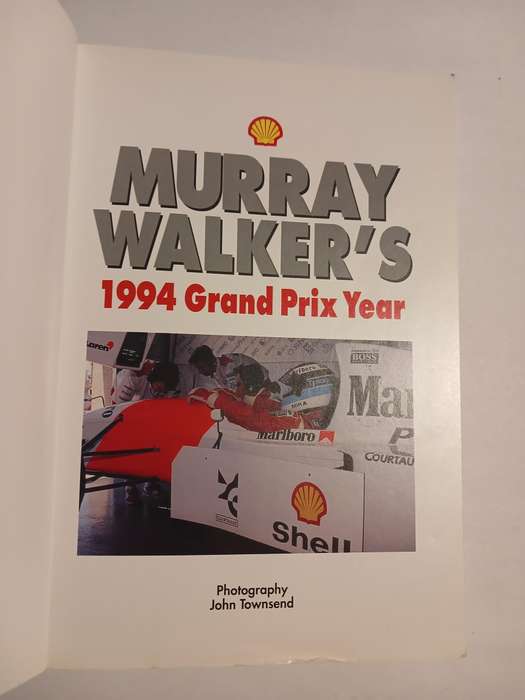 MURRAY
WALKER'S
1994 Grand Prix Year
BOSS
Marlboro
COURTAU
Shell
Photography
John Townsend